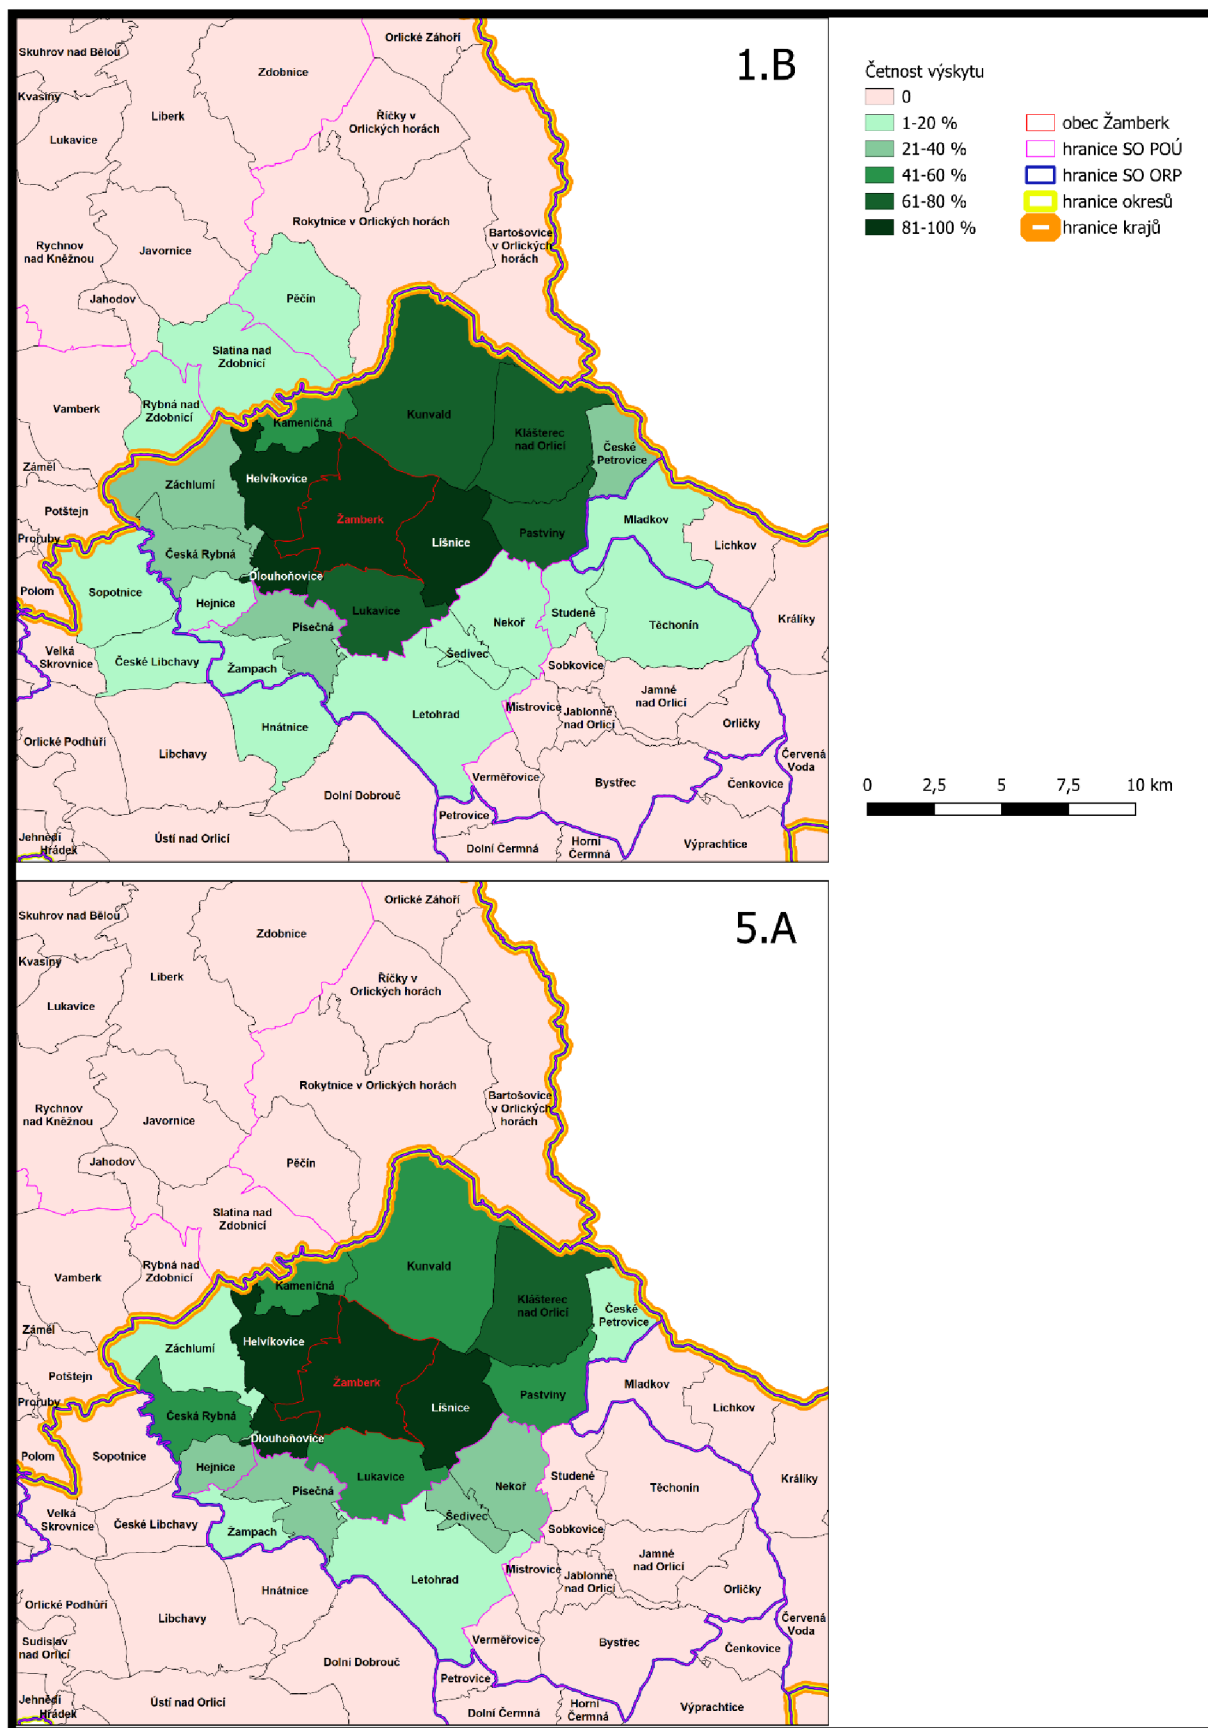 1.B
Orlické Záhoří
Skuhrov nad Bělou
Zdobnice
Kvasiny
Liberk
Říčky v
Orlických horách
Lukavice
Rokytnice v Orlických horách
Bartošovice
v Orlických
horách
Rychnov
nad Kněžnou
Javornice
Jahodov
Pěčín
Slatina nad
Zdobnicí
Vamberk
Rybná nad
Zdobnicí
Kameničná
Kunvald
Klášterec
nad Orlicí
České
Petrovice
Záměl
Záchlumí
Helvíkovice
Potštejn
Žamberk
Mladkov
Lichkov
Proruby
Česká Rybná
Lišnice
Pastviny
Polom
Sopotnice
Dlouhoňovice
Hejnice
Lukavice
Nekoř
Studené
Těchonín
Králíky
Písečná
Velká
Skrovnice
České Libchavy
Žampach
Šedivec
Sobkovice
Jamné
nad Orlicí
Mistrovice
Jablonné
nad Orlicí
Orličky
Letohrad
Hnátnice
Orlické Podhůří
Libchavy
Červená
Voda
Verměřovice
Bystřec
Čenkovice
Dolní Dobrouč
Petrovice
Jehnědí
Hrádek
Ústí nad Orlicí
Dolní Čermná
Horní
Čermná
Výprachtice
Četnost výskytu
0
1-20 %
21-40 %
41-60 %
61-80 %
81-100 %
obec Žamberk
hranice SO POÚ
hranice SO ORP
hranice okresů
hranice krajů
0 2,5 5 7,5 10 km
5.A
Orlické Záhoří
Skuhrov nad Bělou
Zdobnice
Kvasiny
Liberk
Říčky v
Orlických horách
Lukavice
Rokytnice v Orlických horách
Bartošovice
v Orlických
horách
Rychnov
nad Kněžnou
Javornice
Jahodov
Pěčín
Slatina nad
Zdobnicí
Vamberk
Rybná nad
Zdobnicí
Kameničná
Kunvald
Klášterec
nad Orlicí
České
Petrovice
Záměl
Záchlumí
Helvíkovice
Potštejn
Žamberk
Mladkov
Lichkov
Proruby
Česká Rybná
Lišnice
Pastviny
Polom
Sopotnice
Dlouhoňovice
Hejnice
Lukavice
Nekoř
Studené
Těchonín
Králíky
Písečná
Velká
Skrovnice
České Libchavy
Žampach
Šedivec
Sobkovice
Jamné
nad Orlicí
Mistrovice
Jablonné
nad Orlicí
Orličky
Letohrad
Hnátnice
Orlické Podhůří
Libchavy
Červená
Voda
Sudislav
nad Orlicí
Verměřovice
Bystřec
Čenkovice
Dolní Dobrouč
Petrovice
Jehnědí
Hrádek
Ústí nad Orlicí
Dolní Čermná
Horní
Čermná
Výprachtice